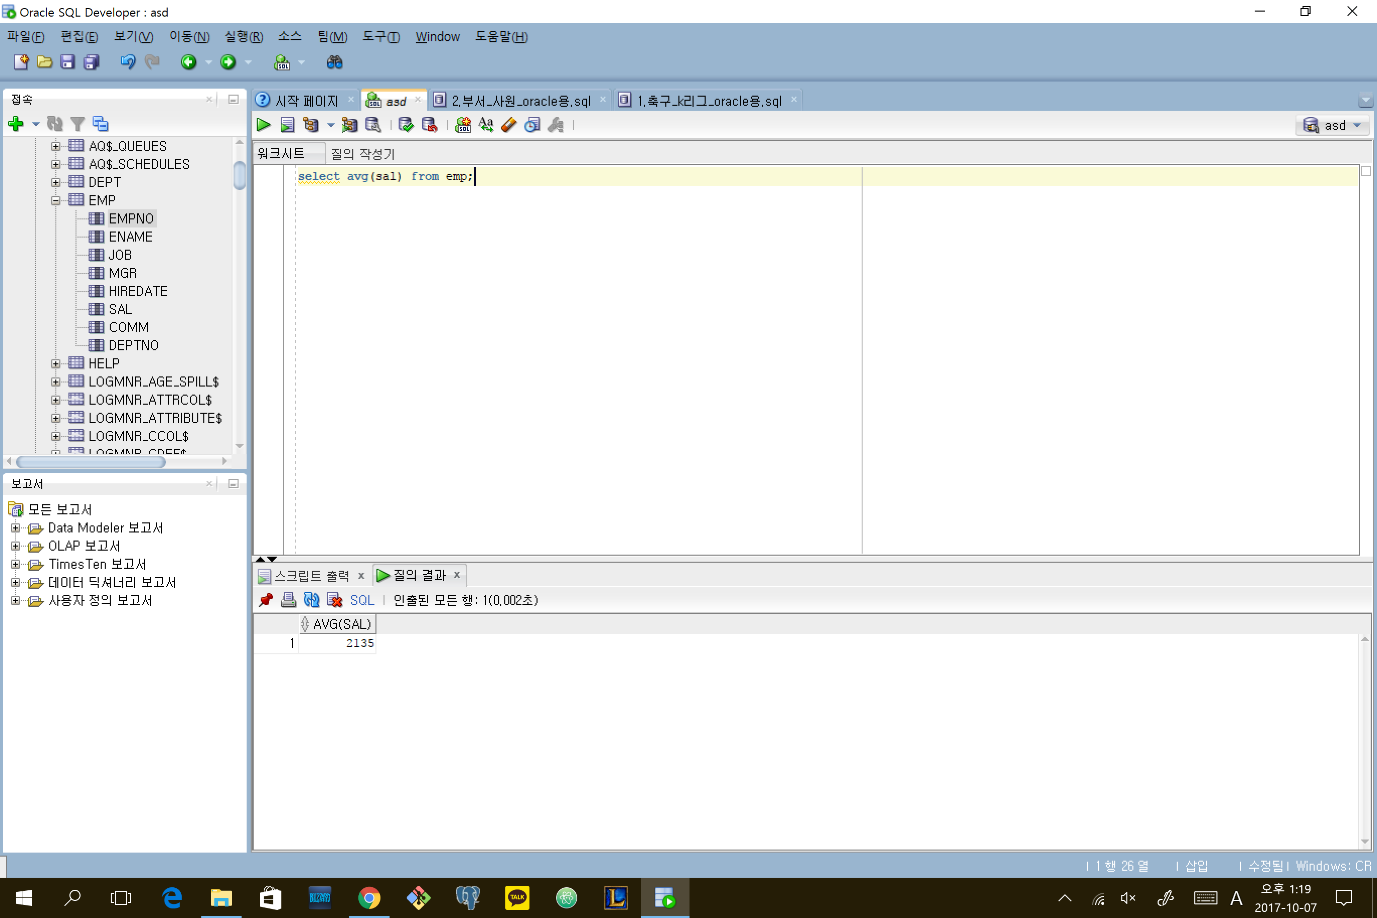 Oracle SQL Developer : asd
파일(F) 편집(E) 보기(V) 이동(N) 실행(R) 소스 팀(M) 도구(T) Window 도움말(H)
접속
AQ$_QUEUES
AQ$_SCHEDULES
DEPT
EMP
EMPNO
ENAME
JOB
MGR
HIREDATE
SAL
COMM
DEPTNO
HELP
LOGMNR_AGE_SPILL$
LOGMNR_ATTRCOL$
LOGMNR_ATTRIBUTE$
LOGMNR_CCOL$
LOGMNR_CDEF$
보고서
모든 보고서
Data Modeler 보고서
OLAP 보고서
TimesTen 보고서
데이터 딕셔너리 보고서
사용자 정의 보고서
시작 페이지 asd 2.부서_사원_oracle용.sql 1.축구_k리그_oracle용.sql
asd
워크시트 질의 작성기
select avg(sal) from emp;
스크립트 출력 질의 결과
SQL 인출된 모든 행: 1(0.002초)
AVG(SAL)
1 2135
1 행 26 열 삽입 수정됨 Windows: CR
BLIZZARD
TALK
L
A
오후 1:19
2017-10-07